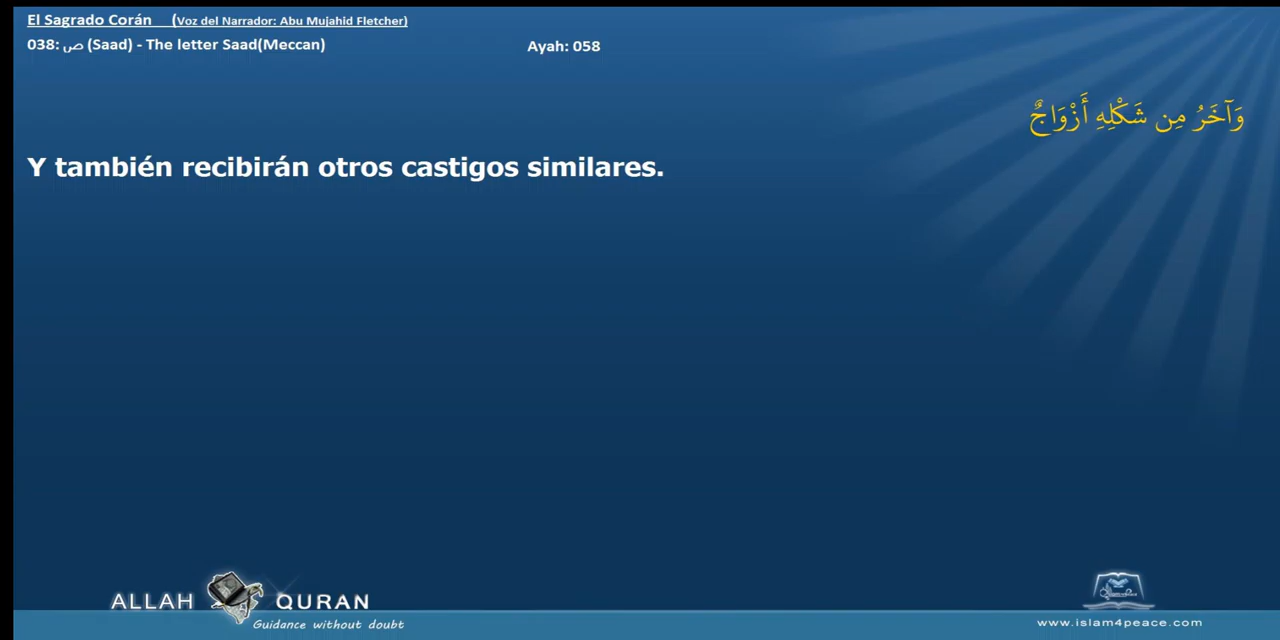 El Sagrado Corán (Voz del Narrador: Abu Mujahid Fletcher)
038: ص (Saad) - The letter Saad(Meccan) Ayah: 058
وَآخَرُ مِن شَكْلِهِ أَزْوَاجٌ
Y también recibirán otros castigos similares.
ALLAH QURAN
Guidance without doubt
www.islam4peace.com